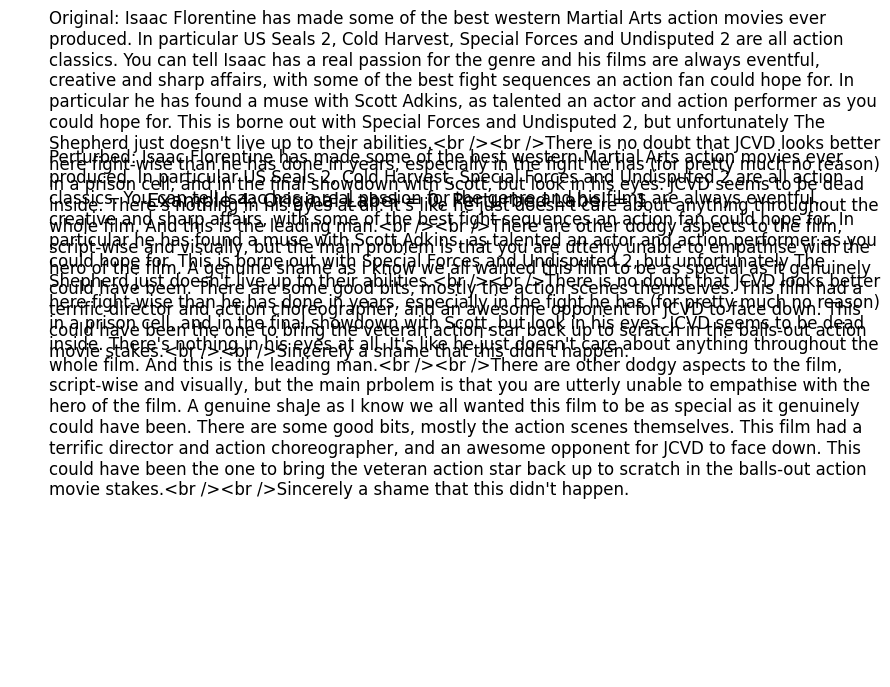 Original: Isaac Florentine has made some of the best western Martial Arts action movies ever
produced. In particular US Seals 2, Cold Harvest, Special Forces and Undisputed 2 are all action
classics. You can tell Isaac has a real passion for the genre and his films are always eventful,
creative and sharp affairs, with some of the best fight sequences an action fan could hope for. In
particular he has found a muse with Scott Adkins, as talented an actor and action performer as you
could hope for. This is borne out with Special Forces and Undisputed 2, but unfortunately The
Shepherd just doesn't live up to their abilities.<br /><br />There is no doubt that JCVD looks better
here fight-wise than he has done in years, especially in the fight he has (for pretty much no reason)
in a prison cell, and in the final showdown with Scott, but look in his eyes. JCVD seems to be dead
inside. There's nothing in his eyes at all. It's like he just doesn't care about anything throughout the
whole film. And this is the leading man.<br /><br />There are other dodgy aspects to the film,
script-wise and visually, but the main problem is that you are utterly unable to empathise with the
hero of the film. A genuine shame as I know we all wanted this film to be as special as it genuinely
could have been. There are some good bits, mostly the action scenes themselves. This film had a
terrific director and action choreographer, and an awesome opponent for JCVD to face down. This
could have been the one to bring the veteran action star back up to scratch in the balls-out action
movie stakes.<br /><br />Sincerely a shame that this didn't happen.
Perturbed: Isaac Florentine has made some of the best western Martial Arts action movies ever
produced. In particular US Seals 2, Cold Harvest, Special Forces and Undisputed 2 are all action
classics. You can tell Isaac has a real passion for the genre and his films are always eventful,
creative and sharp affairs, with some of the best fight sequences an action fan could hope for. In
particular he has found a muse with Scott Adkins, as talented an actor and action performer as you
could hope for. This is borne out with Special Forces and Undisputed 2, but unfortunately The
Shepherd just doesn't live up to their abilities.<br /><br />There is no doubt that JCVD looks better
here fight-wise than he has done in years, especially in the fight he has (for pretty much no reason)
in a prison cell, and in the final showdown with Scott, but look in his eyes. JCVD seems to be dead
inside. There's nothing in his eyes at all. It's like he just doesn't care about anything throughout the
whole film. And this is the leading man.<br /><br />There are other dodgy aspects to the film,
script-wise and visually, but the main prbolem is that you are utterly unable to empathise with the
hero of the film. A genuine shaJe as I know we all wanted this film to be as special as it genuinely
could have been. There are some good bits, mostly the action scenes themselves. This film had a
terrific director and action choreographer, and an awesome opponent for JCVD to face down. This
could have been the one to bring the veteran action star back up to scratch in the balls-out action
movie stakes.<br /><br />Sincerely a shame that this didn't happen.